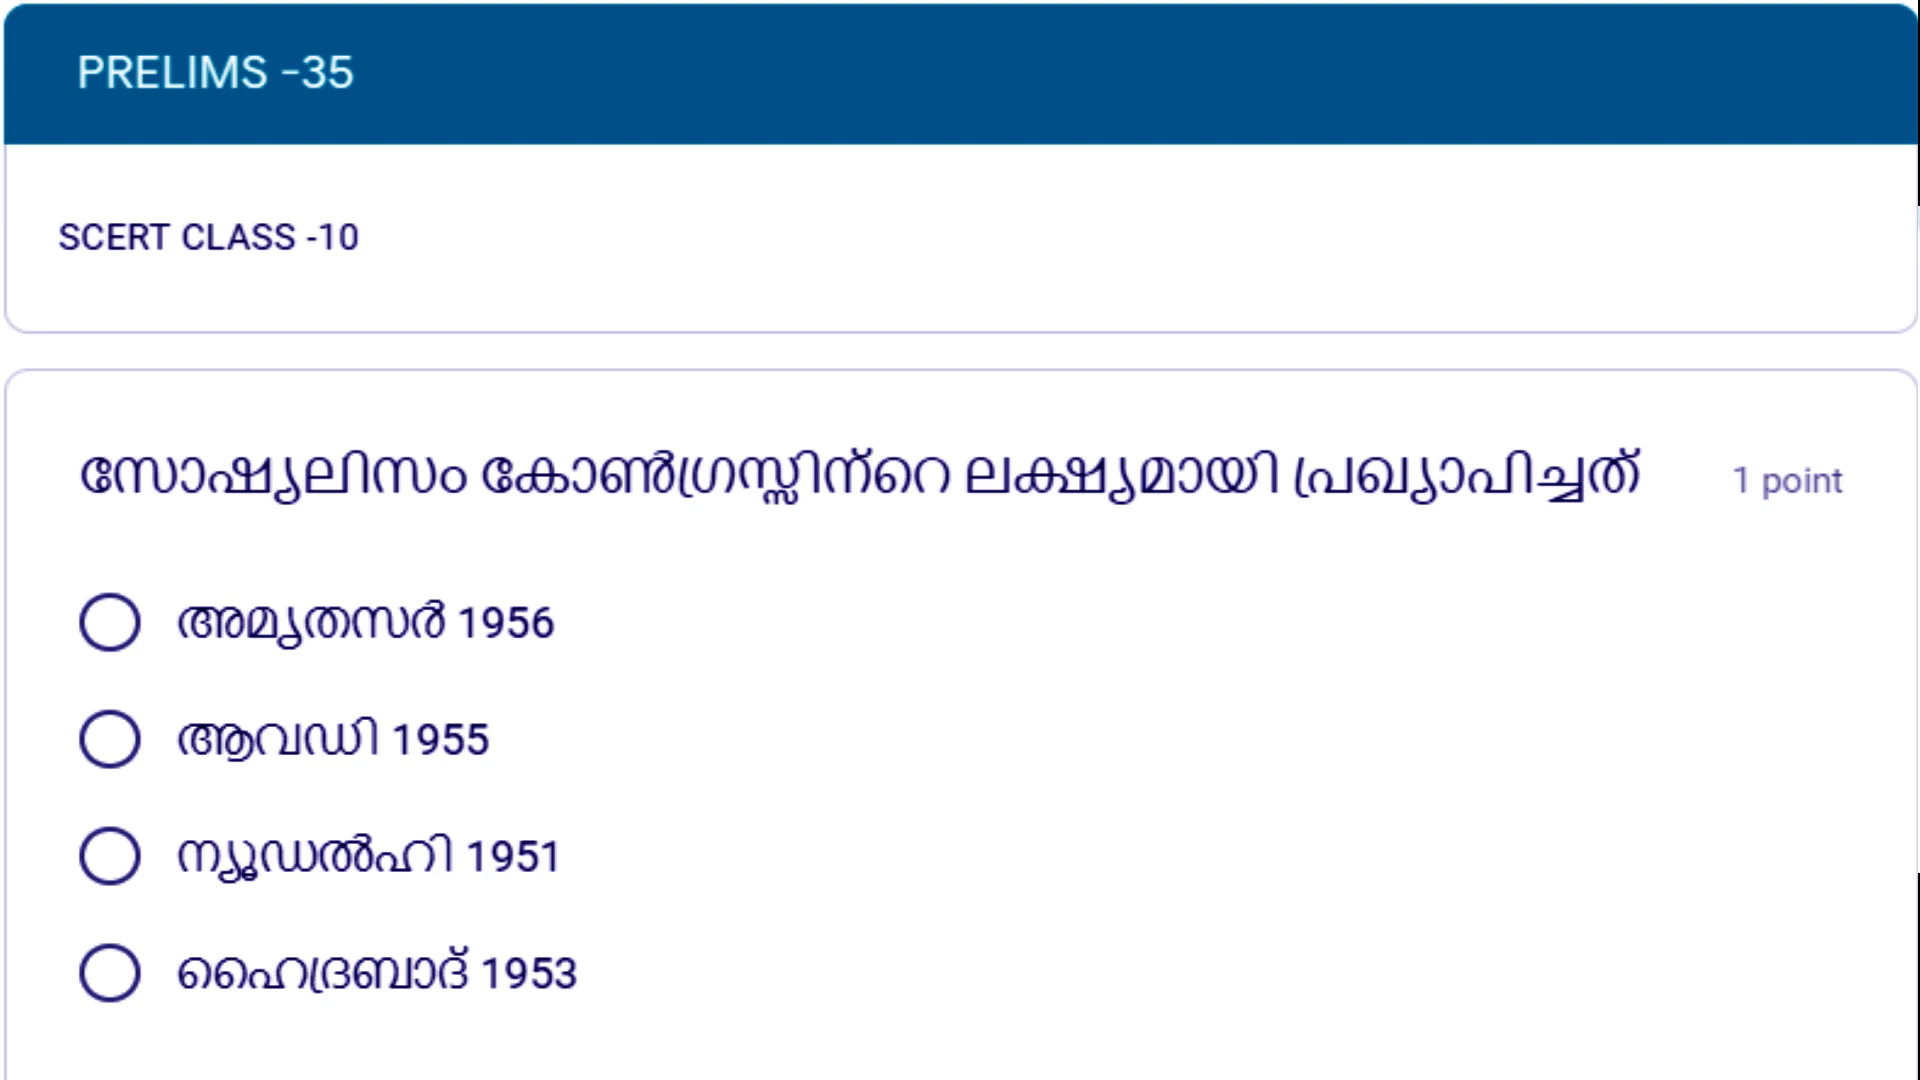 PRELIMS -35
SCERT CLASS -10
സോഷ്യലിസം കോൺഗ്രസ്സിന്റെ ലക്ഷ്യമായി പ്രഖ്യാപിച്ചത് 1 point
അമൃതസർ 1956
ആവഡി 1955
ന്യൂഡൽഹി 1951
ഹൈദ്രബാദ് 1953